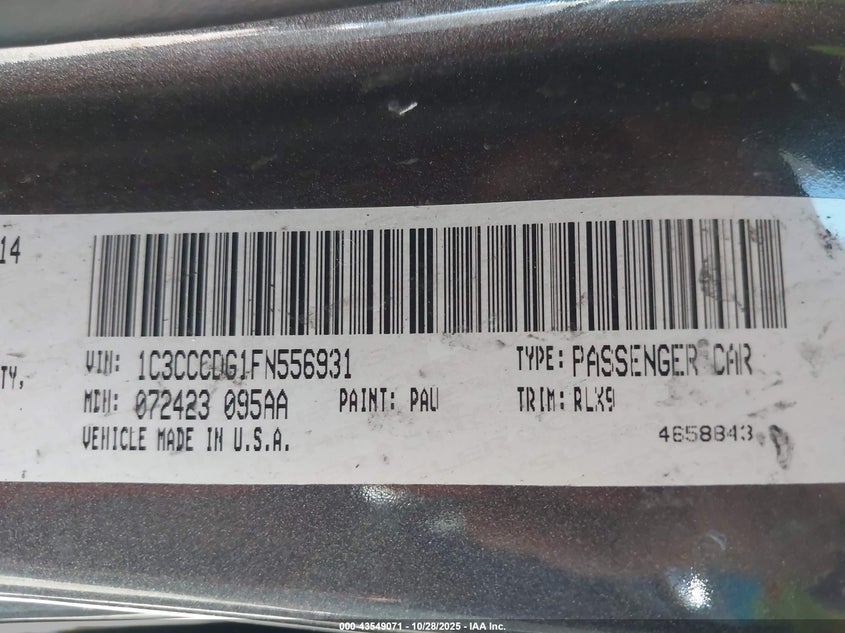 14
VIN: 1C3CCCDG1FN556931
TYPE: PASSENGER CAR
TY,
MDH: 072423 095AA
PAINT: PAU
TRIM: RLX9
VEHICLE MADE IN U.S.A.
4658843
000-43549071 - 10/28/2025 - IAA Inc.